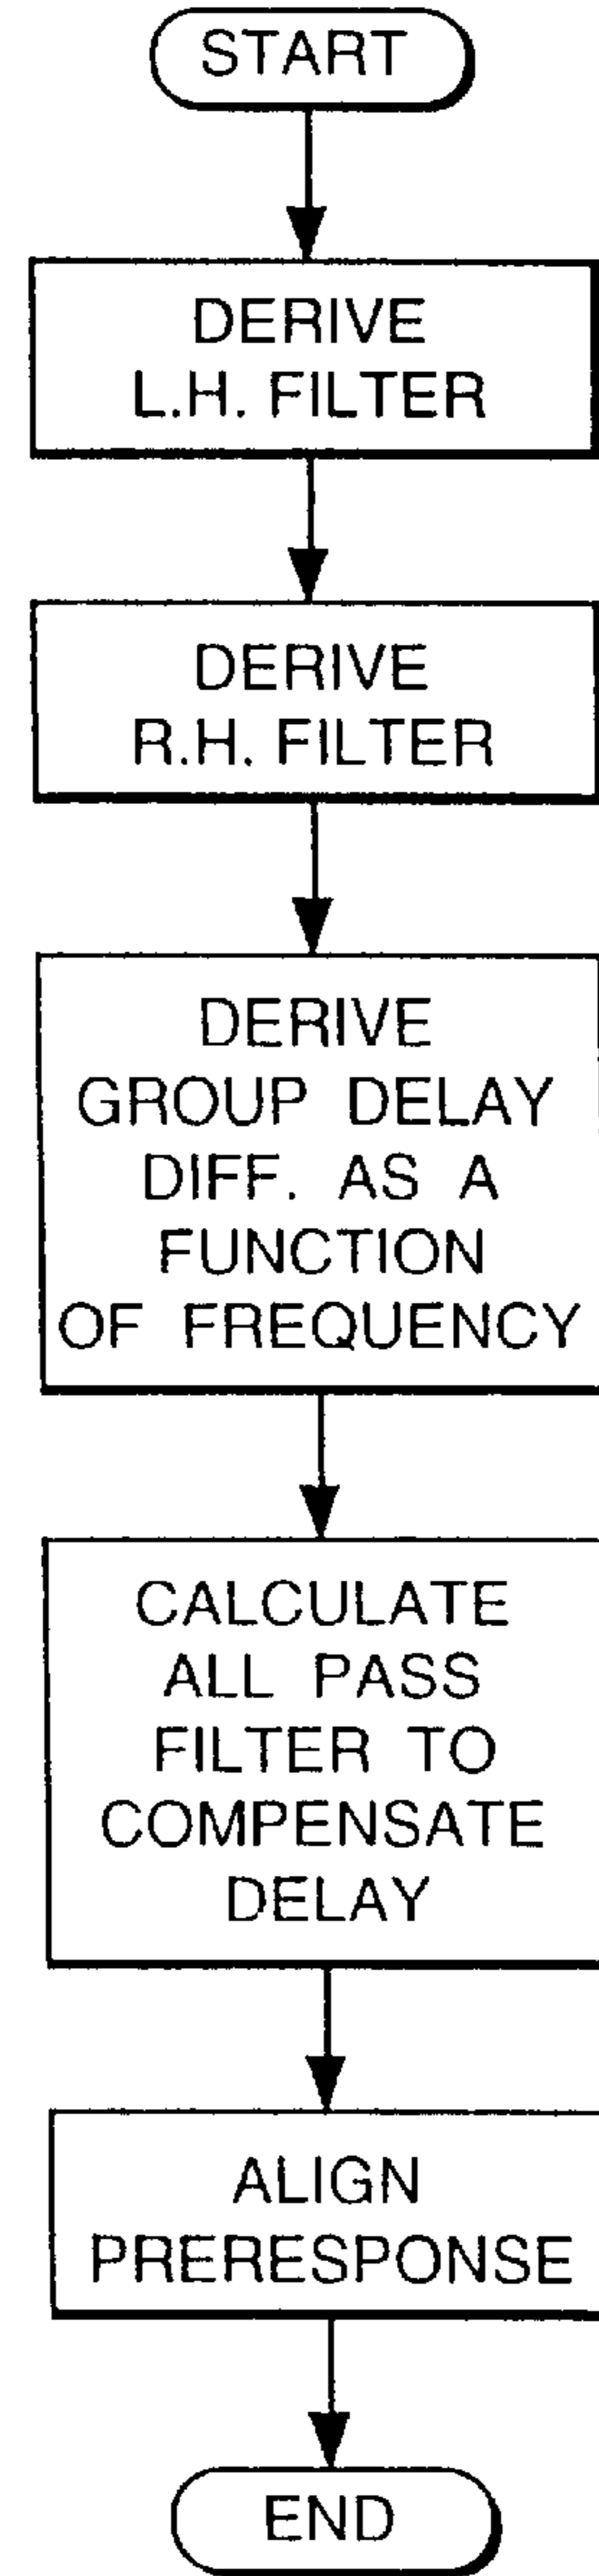 START
DERIVE
L.H. FILTER
DERIVE
R.H. FILTER
DERIVE
GROUP DELAY
DIFF. AS A
FUNCTION
OF FREQUENCY
CALCULATE
ALL PASS
FILTER TO
COMPENSATE
DELAY
ALIGN
PRERESPONSE
END